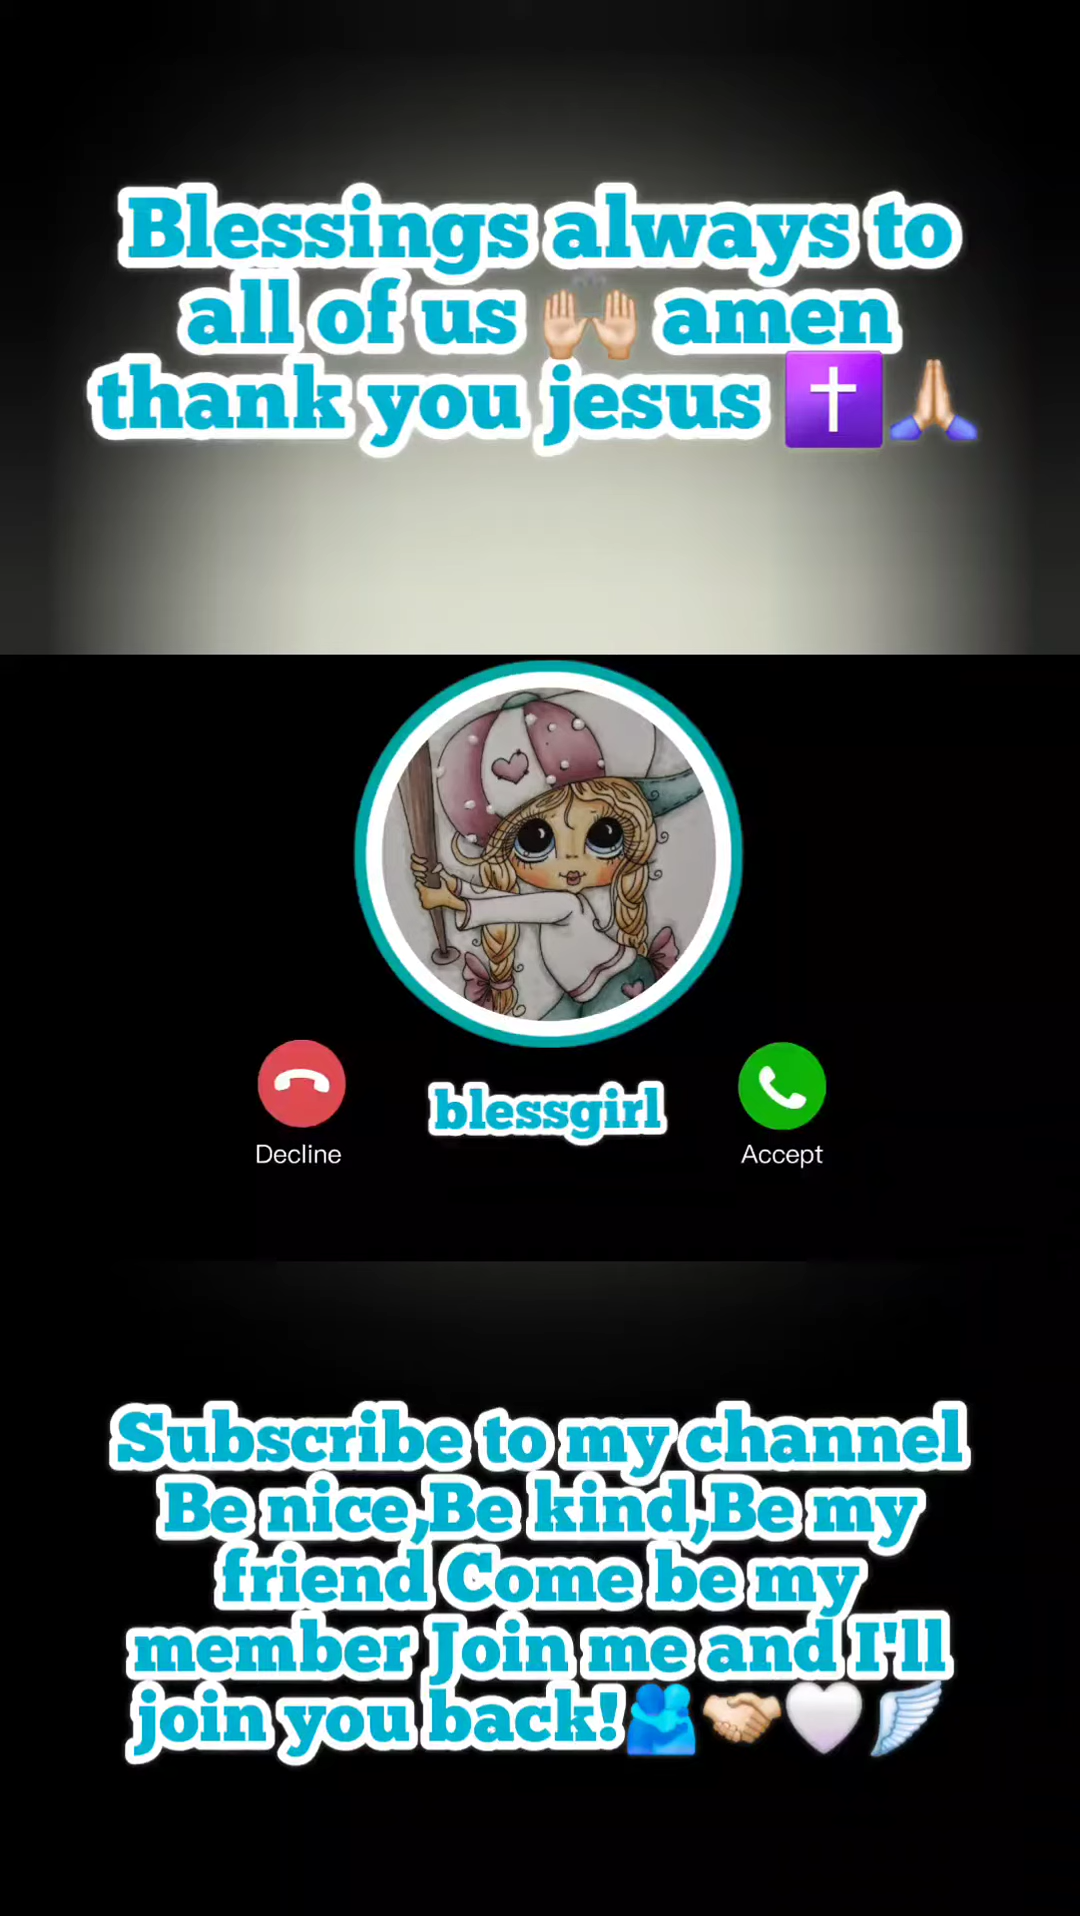 Blessings always to
all of us 🙌🏻 amen
thank you jesus ✝️🙏🏻
Decline
blessgirl
Accept
Subscribe to my channel
Be nice,Be kind,Be my
friend Come be my
member Join me and I'll
join you back!🫂🤝🏻🤍🪽